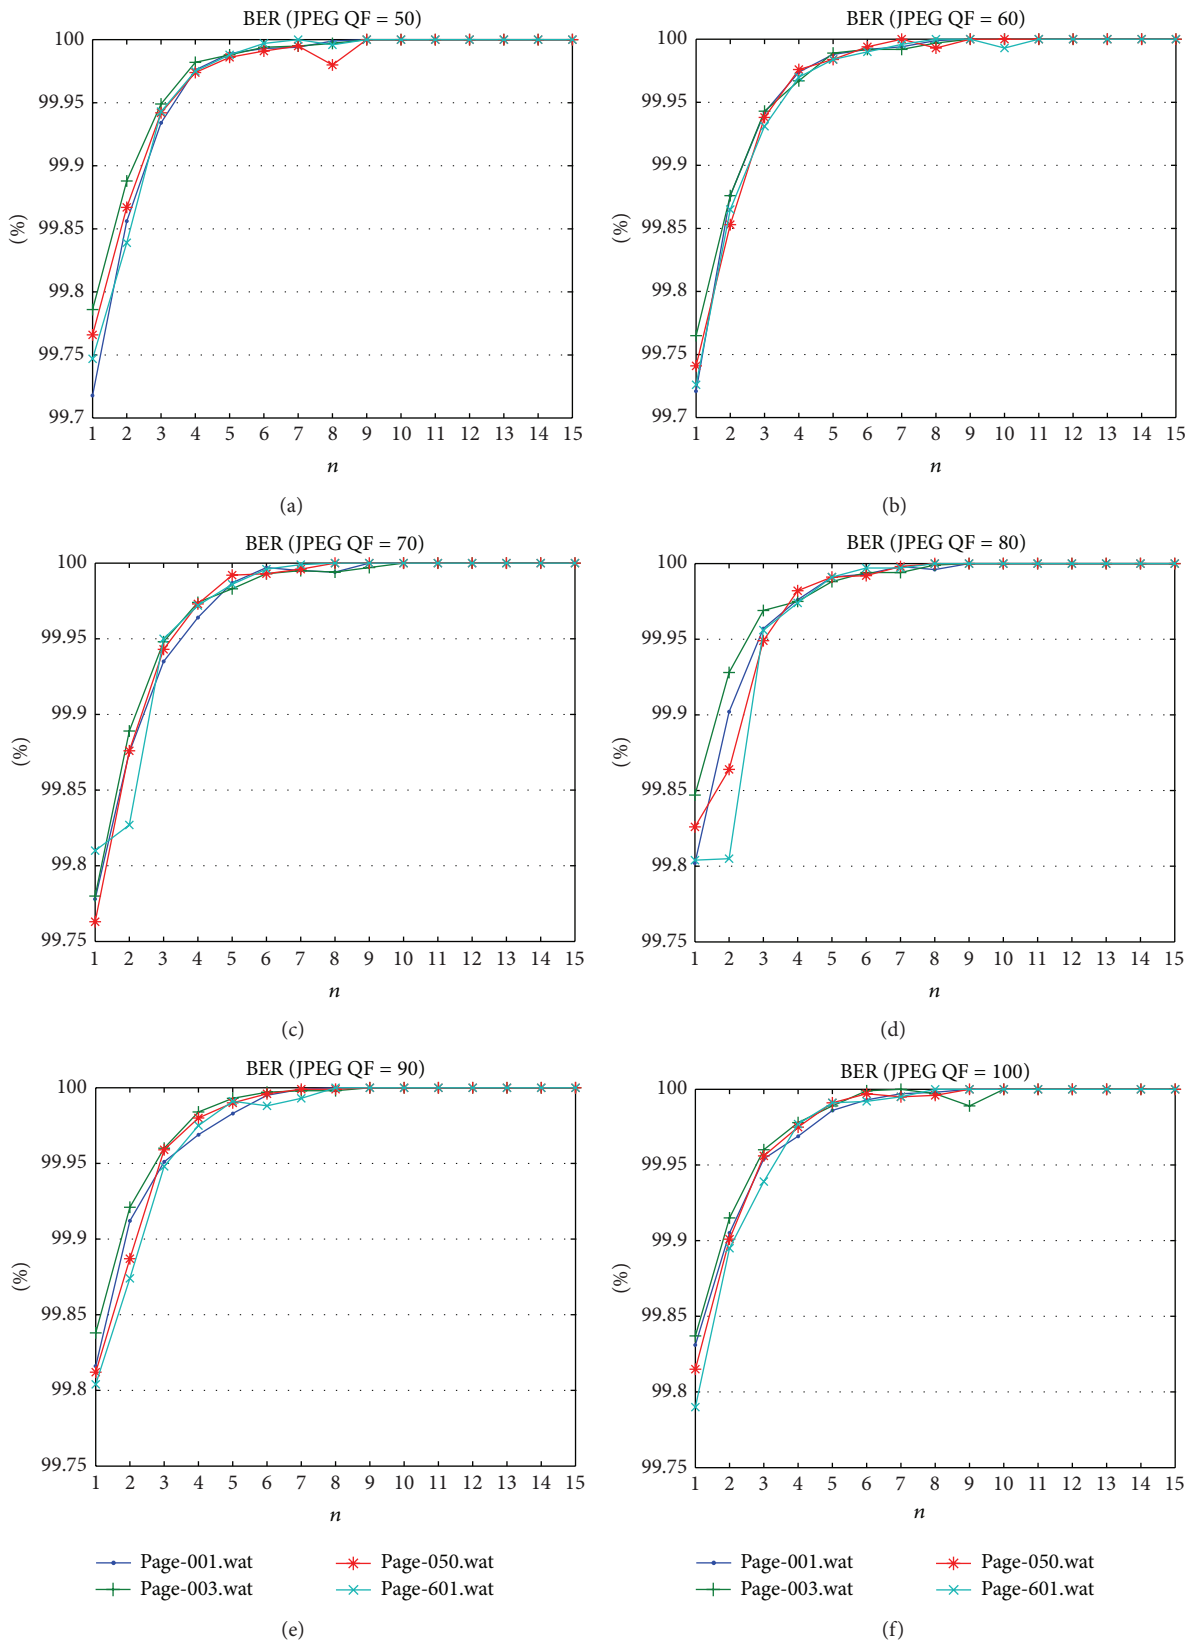 BER (JPEG QF = 50)
100
99.95
99.9
99.85
99.8
99.75
99.7
(%)
1 2 3 4 5 6 7 8 9 10 11 12 13 14 15
n
(a)
BER (JPEG QF = 60)
100
99.95
99.9
99.85
99.8
99.75
99.7
(%)
1 2 3 4 5 6 7 8 9 10 11 12 13 14 15
n
(b)
BER (JPEG QF = 70)
100
99.95
99.9
99.85
99.8
99.75
(%)
1 2 3 4 5 6 7 8 9 10 11 12 13 14 15
n
(c)
BER (JPEG QF = 80)
100
99.95
99.9
99.85
99.8
99.75
(%)
1 2 3 4 5 6 7 8 9 10 11 12 13 14 15
n
(d)
BER (JPEG QF = 90)
100
99.95
99.9
99.85
99.8
99.75
(%)
1 2 3 4 5 6 7 8 9 10 11 12 13 14 15
n
Page-001.wat
Page-003.wat
Page-050.wat
Page-601.wat
(e)
BER (JPEG QF = 100)
100
99.95
99.9
99.85
99.8
99.75
(%)
1 2 3 4 5 6 7 8 9 10 11 12 13 14 15
n
Page-001.wat
Page-003.wat
Page-050.wat
Page-601.wat
(f)